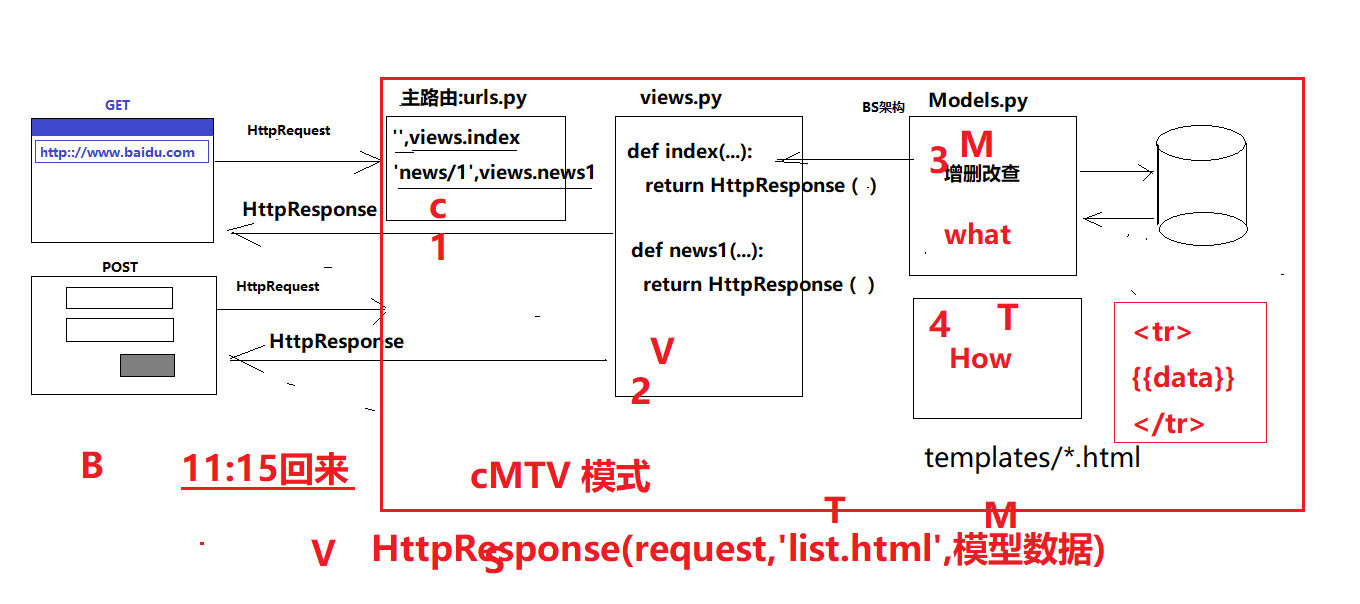 GET
http:://www.baidu.com
HttpRequest
HttpResponse
POST
HttpRequest
HttpResponse
主路由:urls.py
'',views.index
'news/1',views.news1
c
1
views.py
def index(...):
return HttpResponse ( )
def news1(...):
return HttpResponse ( )
V
2
BS架构
Models.py
3 M
增删改查
what
4 T
How
<tr>
{{data}}
</tr>
templates/*.html
B
11:15回来
cMTV 模式
T
M
V
HttpResponse(request,'list.html',模型数据)
S